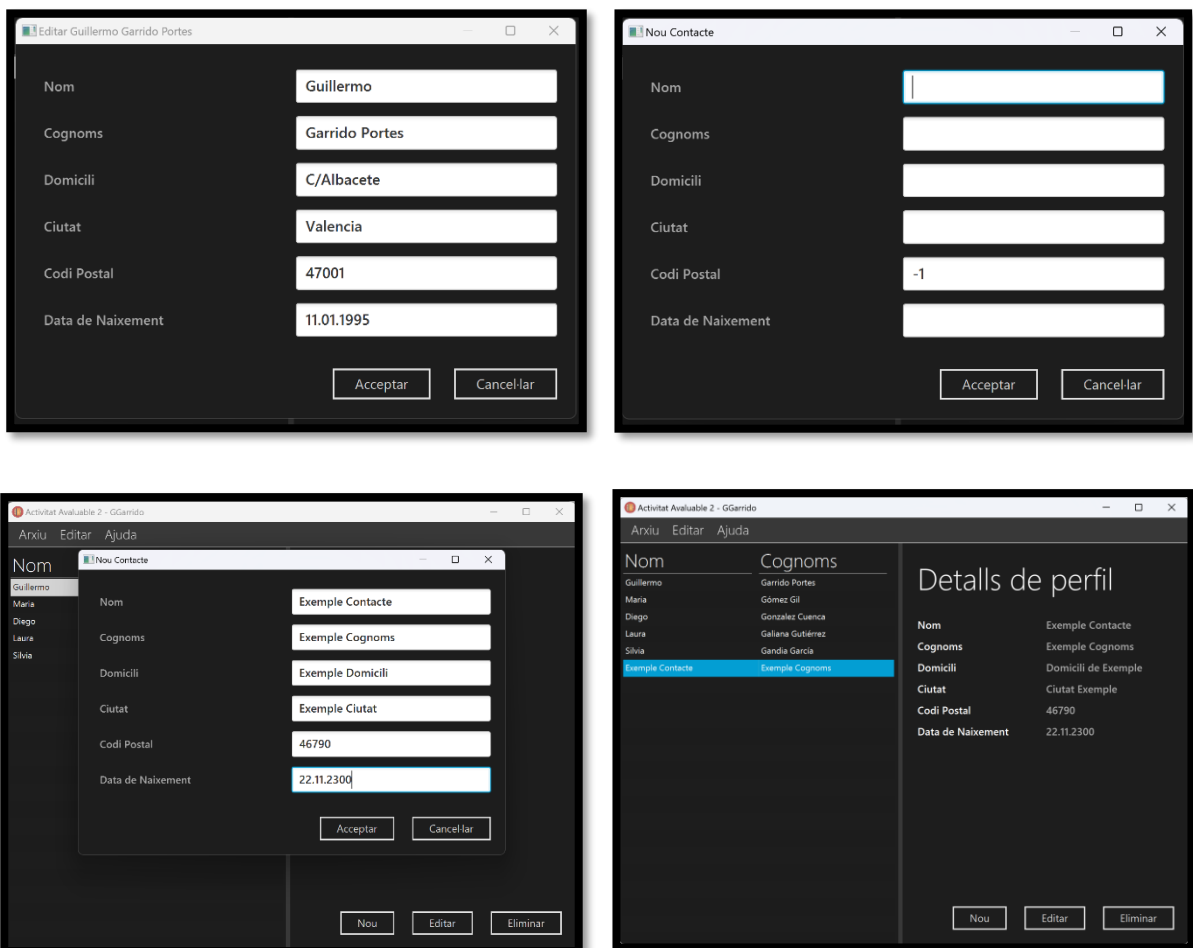 Editar Guillermo Garrido Portes
Nom Guillermo
Cognoms Garrido Portes
Domicili C/Albacete
Ciutat Valencia
Codi Postal 47001
Data de Naixement 11.01.1995
Acceptar Cancel·lar
Nou Contacte
Nom
Cognoms
Domicili
Ciutat
Codi Postal -1
Data de Naixement
Acceptar Cancel·lar
Activitat Avaluable 2 - GGarrido
Arxiu Editar Ajuda
Nom
Guillermo
Maria
Diego
Laura
Silvia
Nou Contacte
Nom Exemple Contacte
Cognoms Exemple Cognoms
Domicili Exemple Domicili
Ciutat Exemple Ciutat
Codi Postal 46790
Data de Naixement 22.11.2300
Acceptar Cancel·lar
Nou Editar Eliminar
Activitat Avaluable 2 - GGarrido
Arxiu Editar Ajuda
Nom Cognoms
Guillermo Garrido Portes
Maria Gómez Gil
Diego Gonzalez Cuenca
Laura Galiana Gutiérrez
Silvia Gandia García
Exemple Contacte Exemple Cognoms
Detalls de perfil
Nom Exemple Contacte
Cognoms Exemple Cognoms
Domicili Domicili de Exemple
Ciutat Ciutat Exemple
Codi Postal 46790
Data de Naixement 22.11.2300
Nou Editar Eliminar